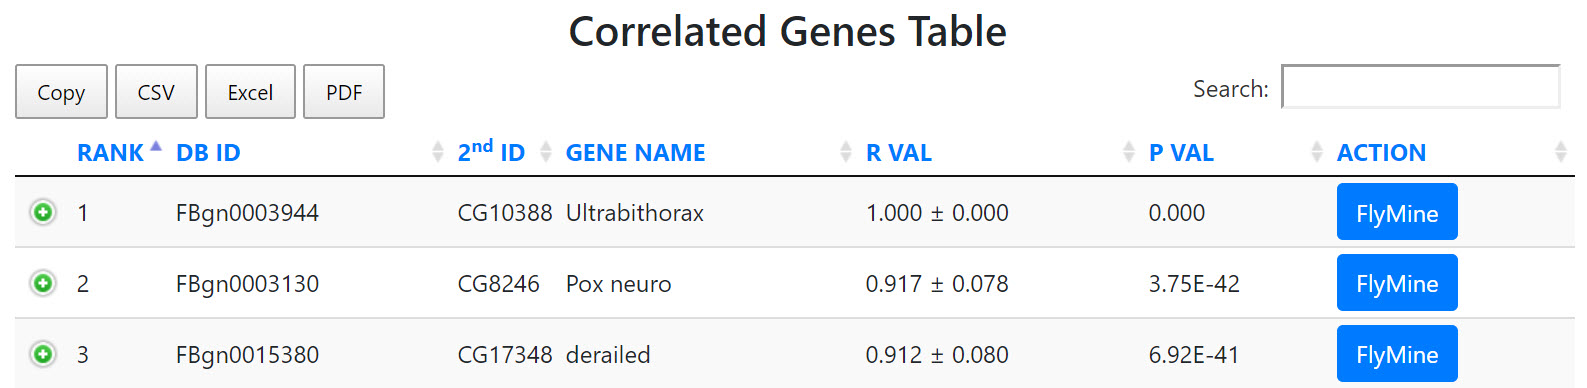 Correlated Genes Table
Copy CSV Excel PDF Search:
RANK DB ID 2nd ID GENE NAME R VAL P VAL ACTION
1 FBgn0003944 CG10388 Ultrabithorax 1.000 ± 0.000 0.000 FlyMine
2 FBgn0003130 CG8246 Pox neuro 0.917 ± 0.078 3.75E-42 FlyMine
3 FBgn0015380 CG17348 derailed 0.912 ± 0.080 6.92E-41 FlyMine